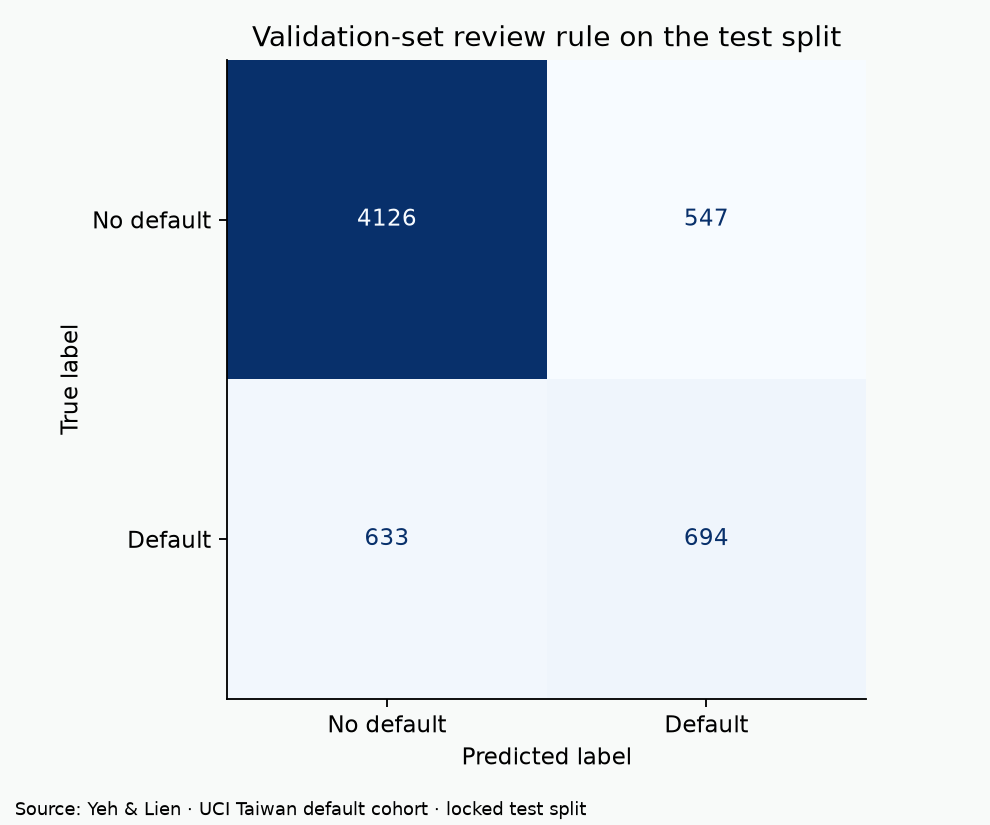 Validation-set review rule on the test split
No default
4126
547
True label
Default
633
694
No default
Default
Predicted label
Source: Yeh & Lien · UCI Taiwan default cohort · locked test split